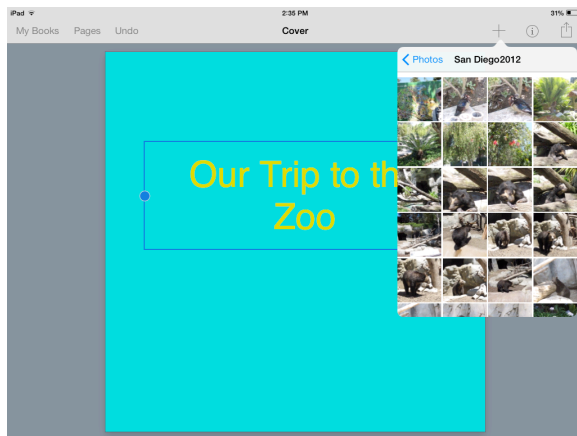 iPad 2:35 PM 31%
My Books Pages Undo Cover
Photos San Diego2012
Our Trip to th
Zoo